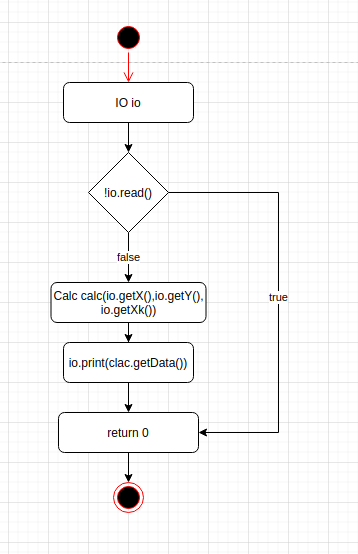 IO io
!io.read()
false
Calc calc(io.getX(),io.getY(),
io.getXk())
true
io.print(clac.getData())
return 0